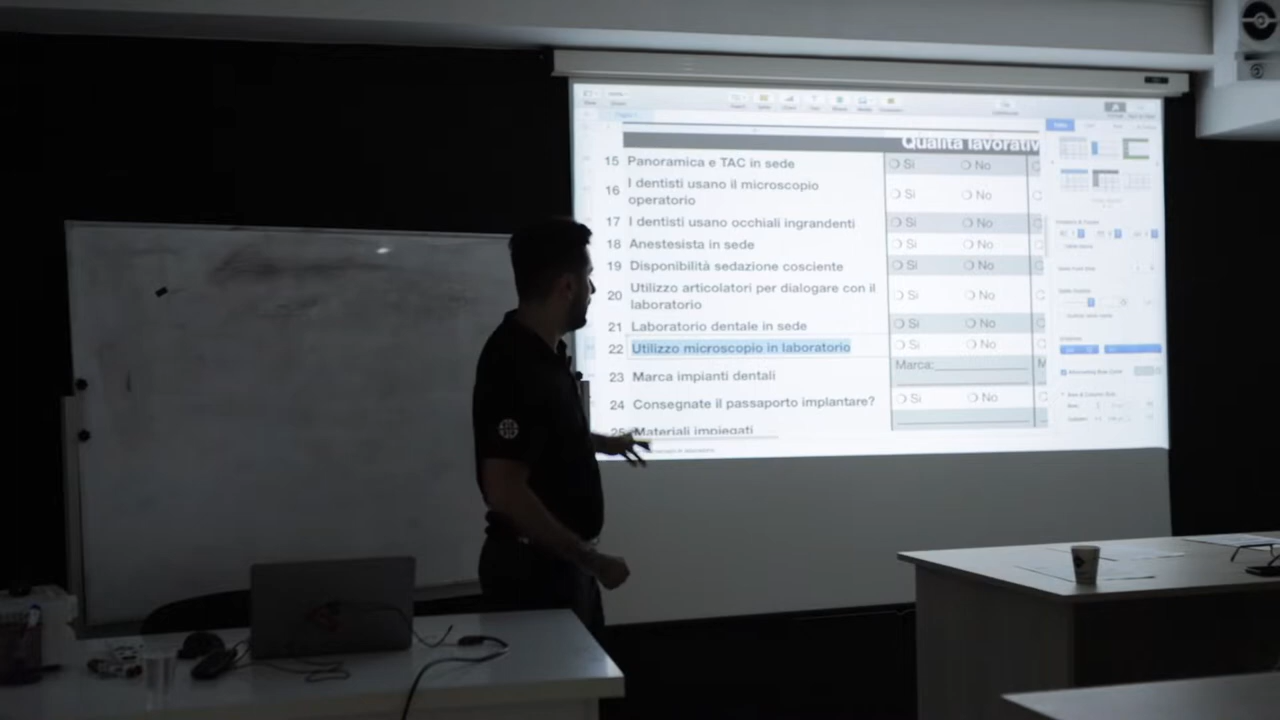 Qualità lavorativ
15 Panoramica e TAC in sede Si No
16 I dentisti usano il microscopio
operatorio Si No
17 I dentisti usano occhiali ingrandenti Si No
18 Anestesista in sede Si No
19 Disponibilità sedazione cosciente Si No
20 Utilizzo articolatori per dialogare con il
laboratorio Si No
21 Laboratorio dentale in sede Si No
22 Utilizzo microscopio in laboratorio Si No
23 Marca impianti dentali Marca: M
24 Consegnate il passaporto implantare? Si No
25 Materiali impiegati